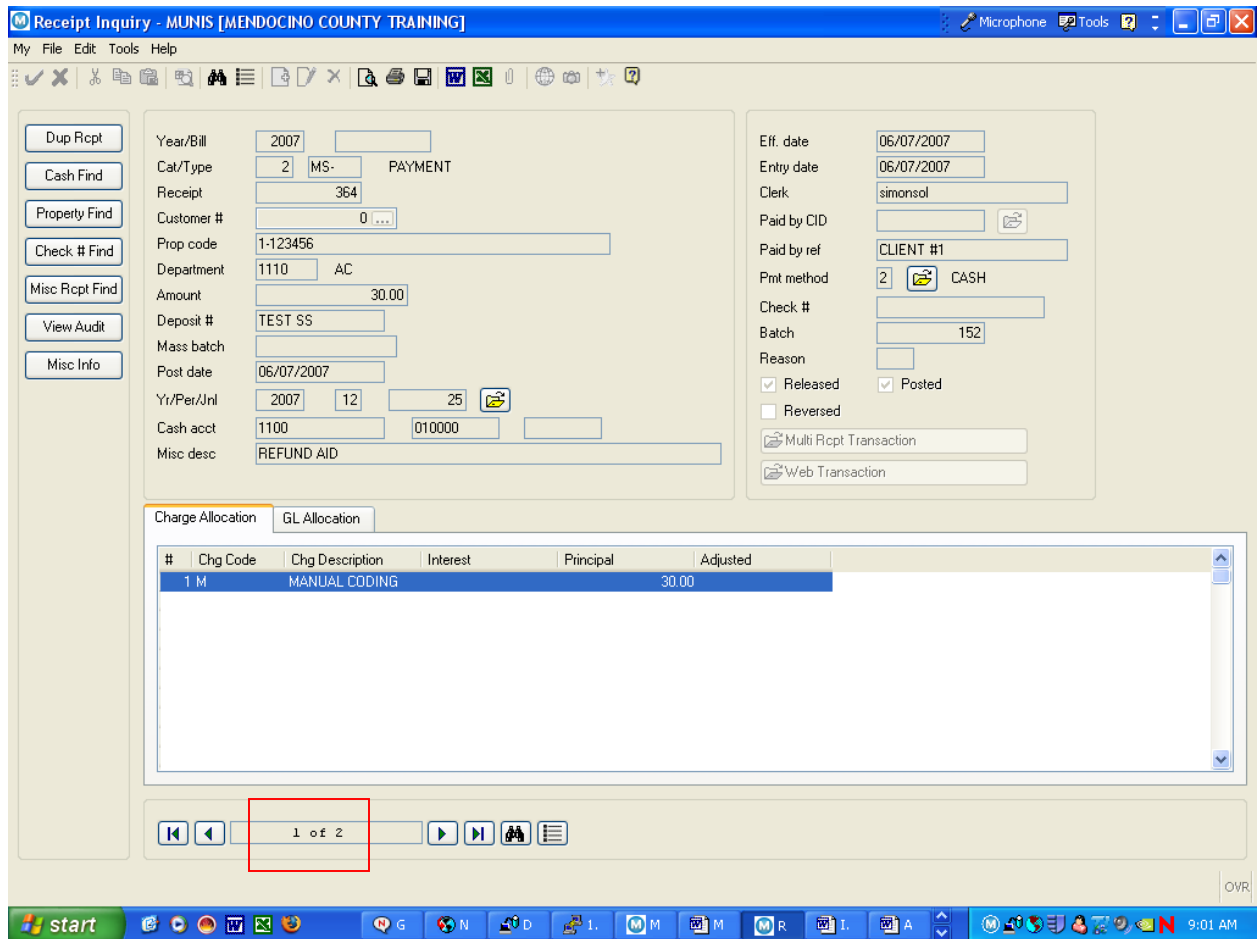 Receipt Inquiry - MUNIS [MENDOCINO COUNTY TRAINING]
Microphone Tools
My File Edit Tools Help
Dup Rcpt
Cash Find
Property Find
Check # Find
Misc Rcpt Find
View Audit
Misc Info
Year/Bill 2007
Cat/Type 2 MS- PAYMENT
Receipt 364
Customer # 0 ...
Prop code 1-123456
Department 1110 AC
Amount 30.00
Deposit # TEST SS
Mass batch
Post date 06/07/2007
Yr/Per/Jnl 2007 12 25
Cash acct 1100 010000
Misc desc REFUND AID
Eff. date 06/07/2007
Entry date 06/07/2007
Clerk simonsol
Paid by CID
Paid by ref CLIENT #1
Pmt method 2 CASH
Check #
Batch 152
Reason
Released Posted
Reversed
Multi Rcpt Transaction
Web Transaction
Charge Allocation GL Allocation
# Chg Code Chg Description Interest Principal Adjusted
1 M MANUAL CODING 30.00
1 of 2
OVR
start G N D 1. M M R I. A 9:01 AM